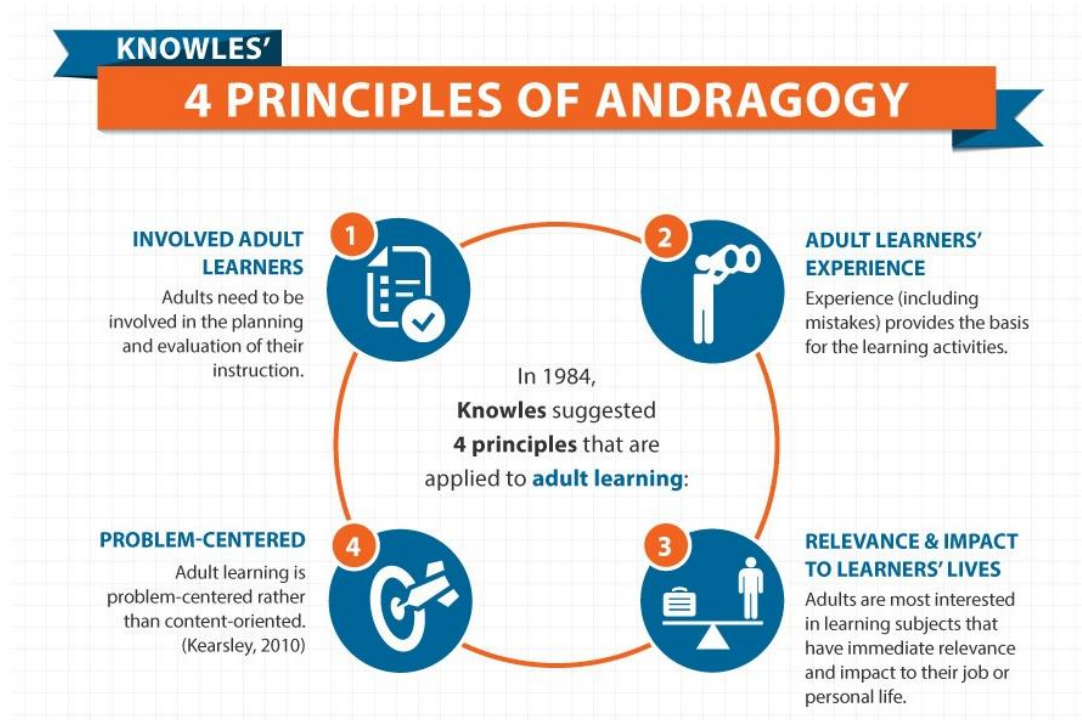 KNOWLES’
4 PRINCIPLES OF ANDRAGOGY
1
INVOLVED ADULT
LEARNERS
Adults need to be
involved in the planning
and evaluation of their
instruction.
2
ADULT LEARNERS’
EXPERIENCE
Experience (including
mistakes) provides the basis
for the learning activities.
In 1984,
Knowles suggested
4 principles that are
applied to adult learning:
3
RELEVANCE & IMPACT
TO LEARNERS’ LIVES
Adults are most interested
in learning subjects that
have immediate relevance
and impact to their job or
personal life.
4
PROBLEM-CENTERED
Adult learning is
problem-centered rather
than content-oriented.
(Kearsley, 2010)